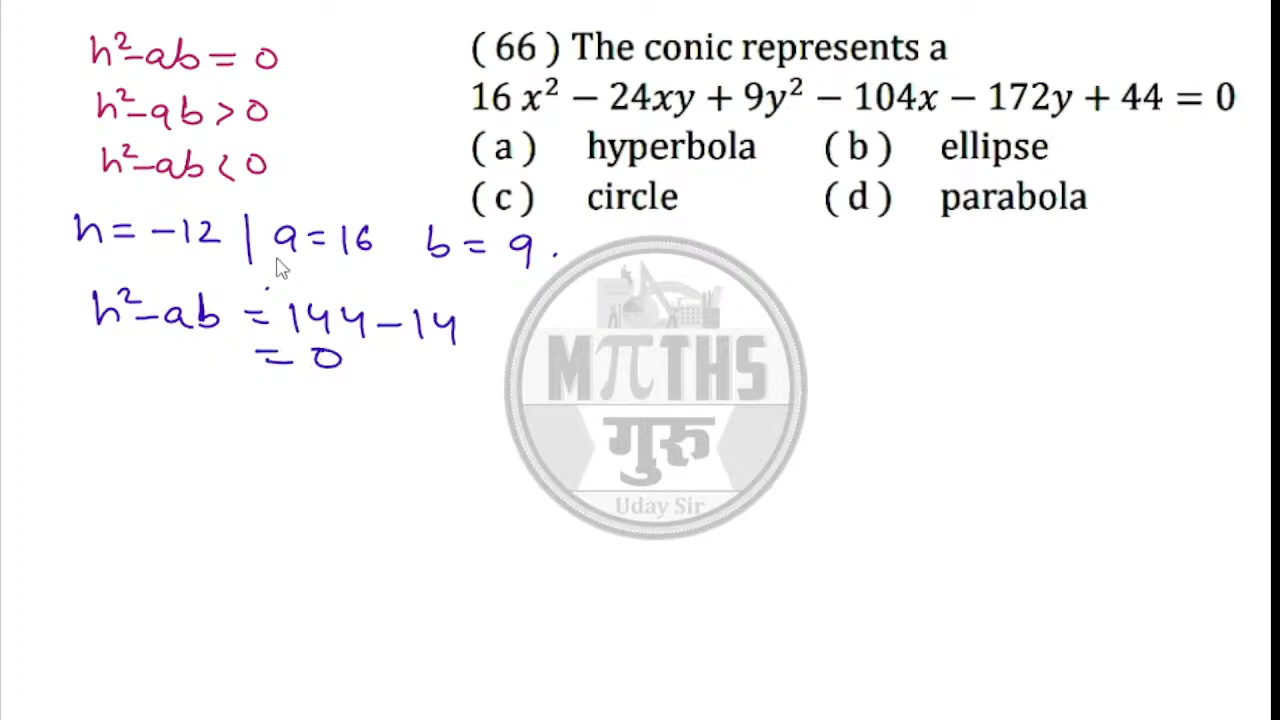 h² - ab = 0
h² - ab > 0
h² - ab < 0
h = -12 | a = 16 b = 9.
h² - ab = 144 - 14
= 0
( 66 ) The conic represents a
16 x² − 24xy + 9y² − 104x − 172y + 44 = 0
( a ) hyperbola ( b ) ellipse
( c ) circle ( d ) parabola
MπTHS
गुरु
Uday Sir